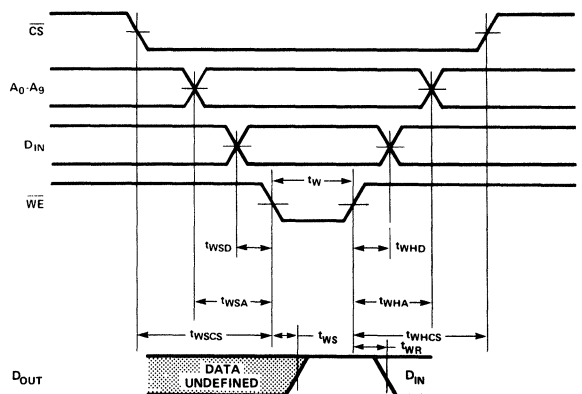 CS
A0-A9
DIN
tW
WE
tWSD
tWHD
tWSA
tWHA
tWSCS
tWS
tWHCS
tWR
DOUT
DATA
UNDEFINED
DIN